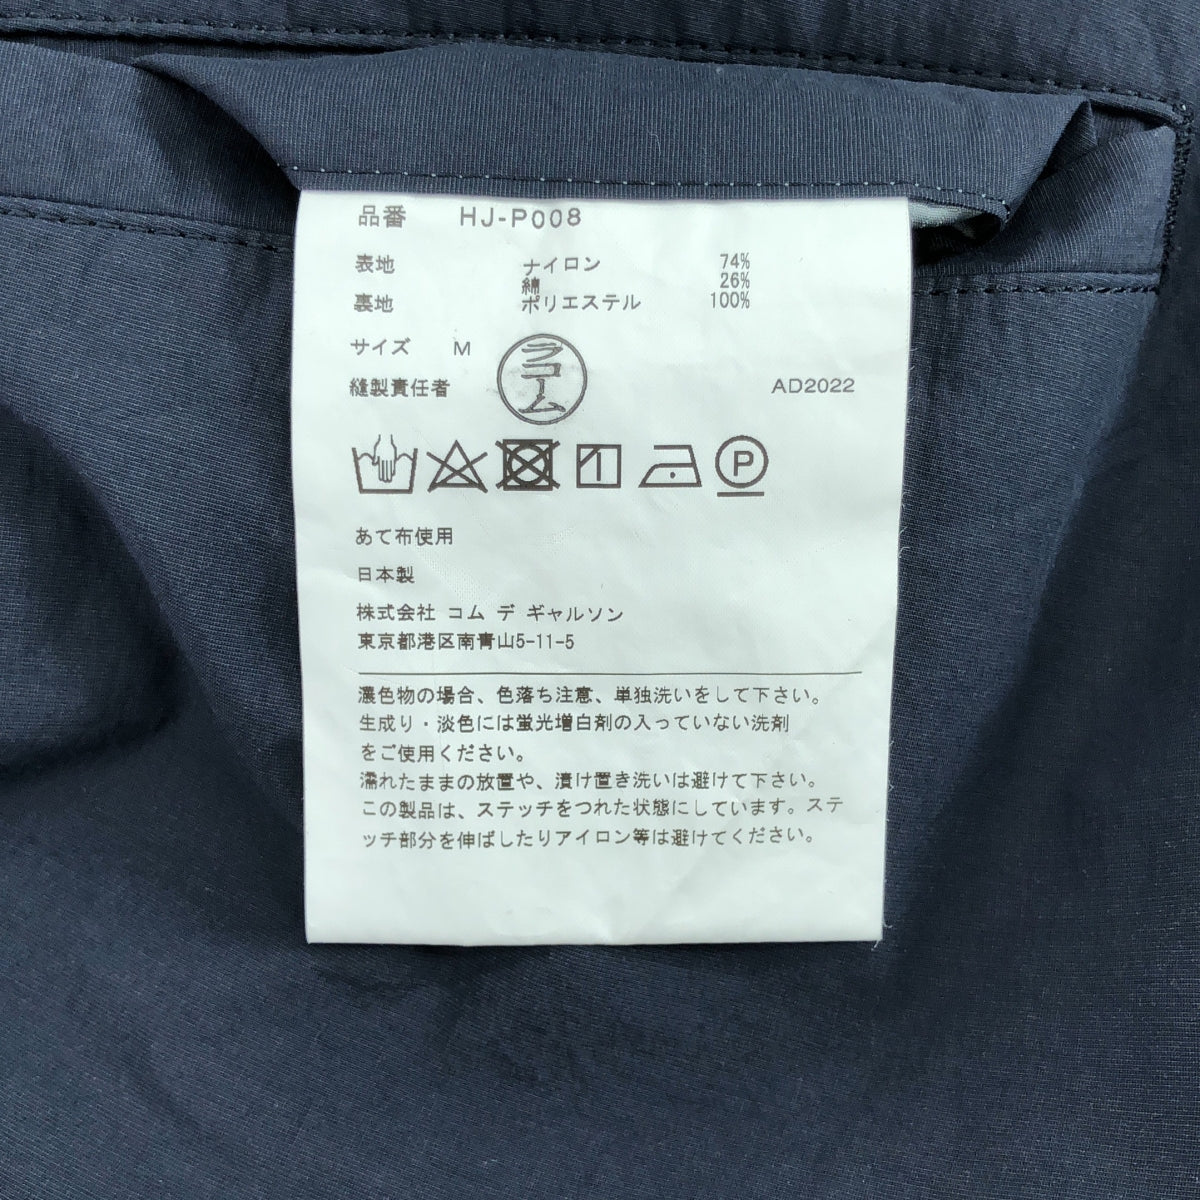 品番 HJ-P008
表地 ナイロン 74%
綿 26%
裏地 ポリエステル 100%
サイズ M
ラコーム
縫製責任者 AD2022
P
あて布使用
日本製
株式会社 コム デ ギャルソン
東京都港区南青山5-11-5
濃色物の場合、色落ち注意、単独洗いをして下さい。
生成り・淡色には蛍光増白剤の入っていない洗剤
をご使用ください。
濡れたままの放置や、漬け置き洗いは避けて下さい。
この製品は、ステッチをつれた状態にしています。ステ
ッチ部分を伸ばしたりアイロン等は避けてください。